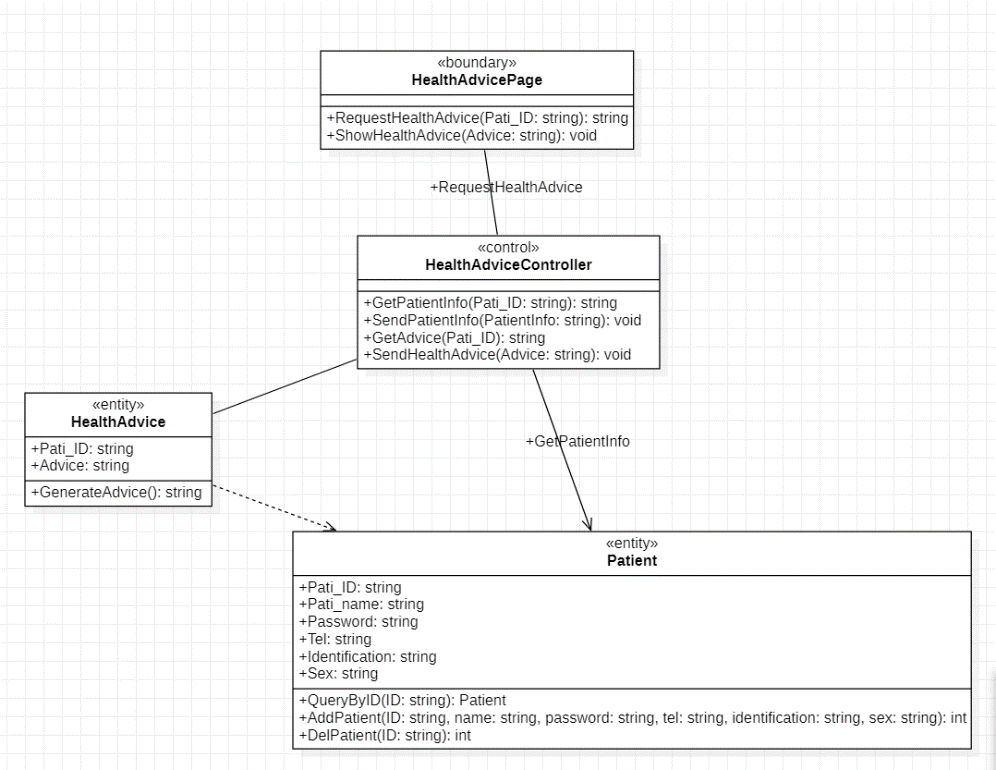 «boundary»
HealthAdvicePage
+RequestHealthAdvice(Pati_ID: string): string
+ShowHealthAdvice(Advice: string): void
+RequestHealthAdvice
«control»
HealthAdviceController
+GetPatientInfo(Pati_ID: string): string
+SendPatientInfo(PatientInfo: string): void
+GetAdvice(Pati_ID): string
+SendHealthAdvice(Advice: string): void
«entity»
HealthAdvice
+Pati_ID: string
+Advice: string
+GenerateAdvice(): string
+GetPatientInfo
«entity»
Patient
+Pati_ID: string
+Pati_name: string
+Password: string
+Tel: string
+Identification: string
+Sex: string
+QueryByID(ID: string): Patient
+AddPatient(ID: string, name: string, password: string, tel: string, identification: string, sex: string): int
+DelPatient(ID: string): int